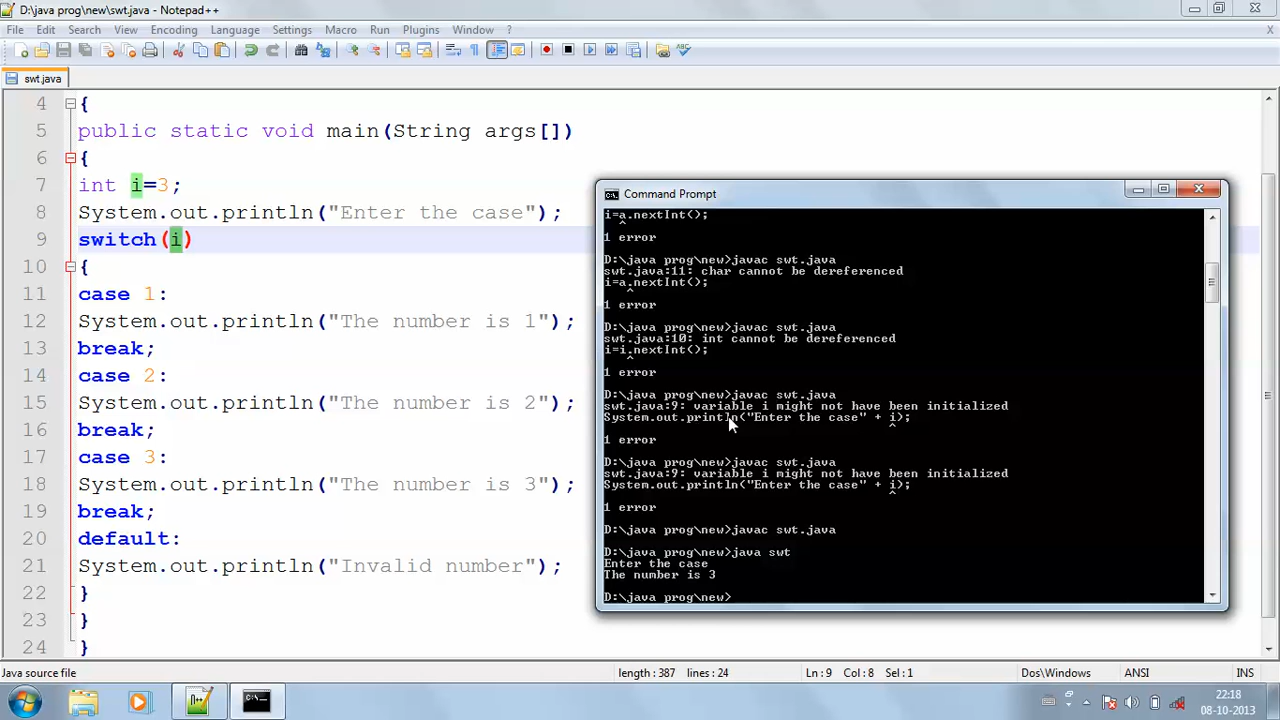 D:\java prog\new\swt.java - Notepad++
File Edit Search View Encoding Language Settings Macro Run Plugins Window ? X
swt.java
4 {
5 public static void main(String args[])
6 {
7 int i=3;
8 System.out.println("Enter the case");
9 switch(i)
10 {
11 case 1:
12 System.out.println("The number is 1");
13 break;
14 case 2:
15 System.out.println("The number is 2");
16 break;
17 case 3:
18 System.out.println("The number is 3");
19 break;
20 default:
21 System.out.println("Invalid number");
22 }
23 }
24 }
Command Prompt
i=a.nextInt();
^
1 error
D:\java prog\new>javac swt.java
swt.java:11: char cannot be dereferenced
i=a.nextInt();
^
1 error
D:\java prog\new>javac swt.java
swt.java:10: int cannot be dereferenced
i=i.nextInt();
^
1 error
D:\java prog\new>javac swt.java
swt.java:9: variable i might not have been initialized
System.out.println("Enter the case" + i);
^
1 error
D:\java prog\new>javac swt.java
swt.java:9: variable i might not have been initialized
System.out.println("Enter the case" + i);
^
1 error
D:\java prog\new>javac swt.java
D:\java prog\new>java swt
Enter the case
The number is 3
D:\java prog\new>
Java source file length : 387 lines : 24 Ln : 9 Col : 8 Sel : 1 Dos\Windows ANSI INS
22:18
08-10-2013